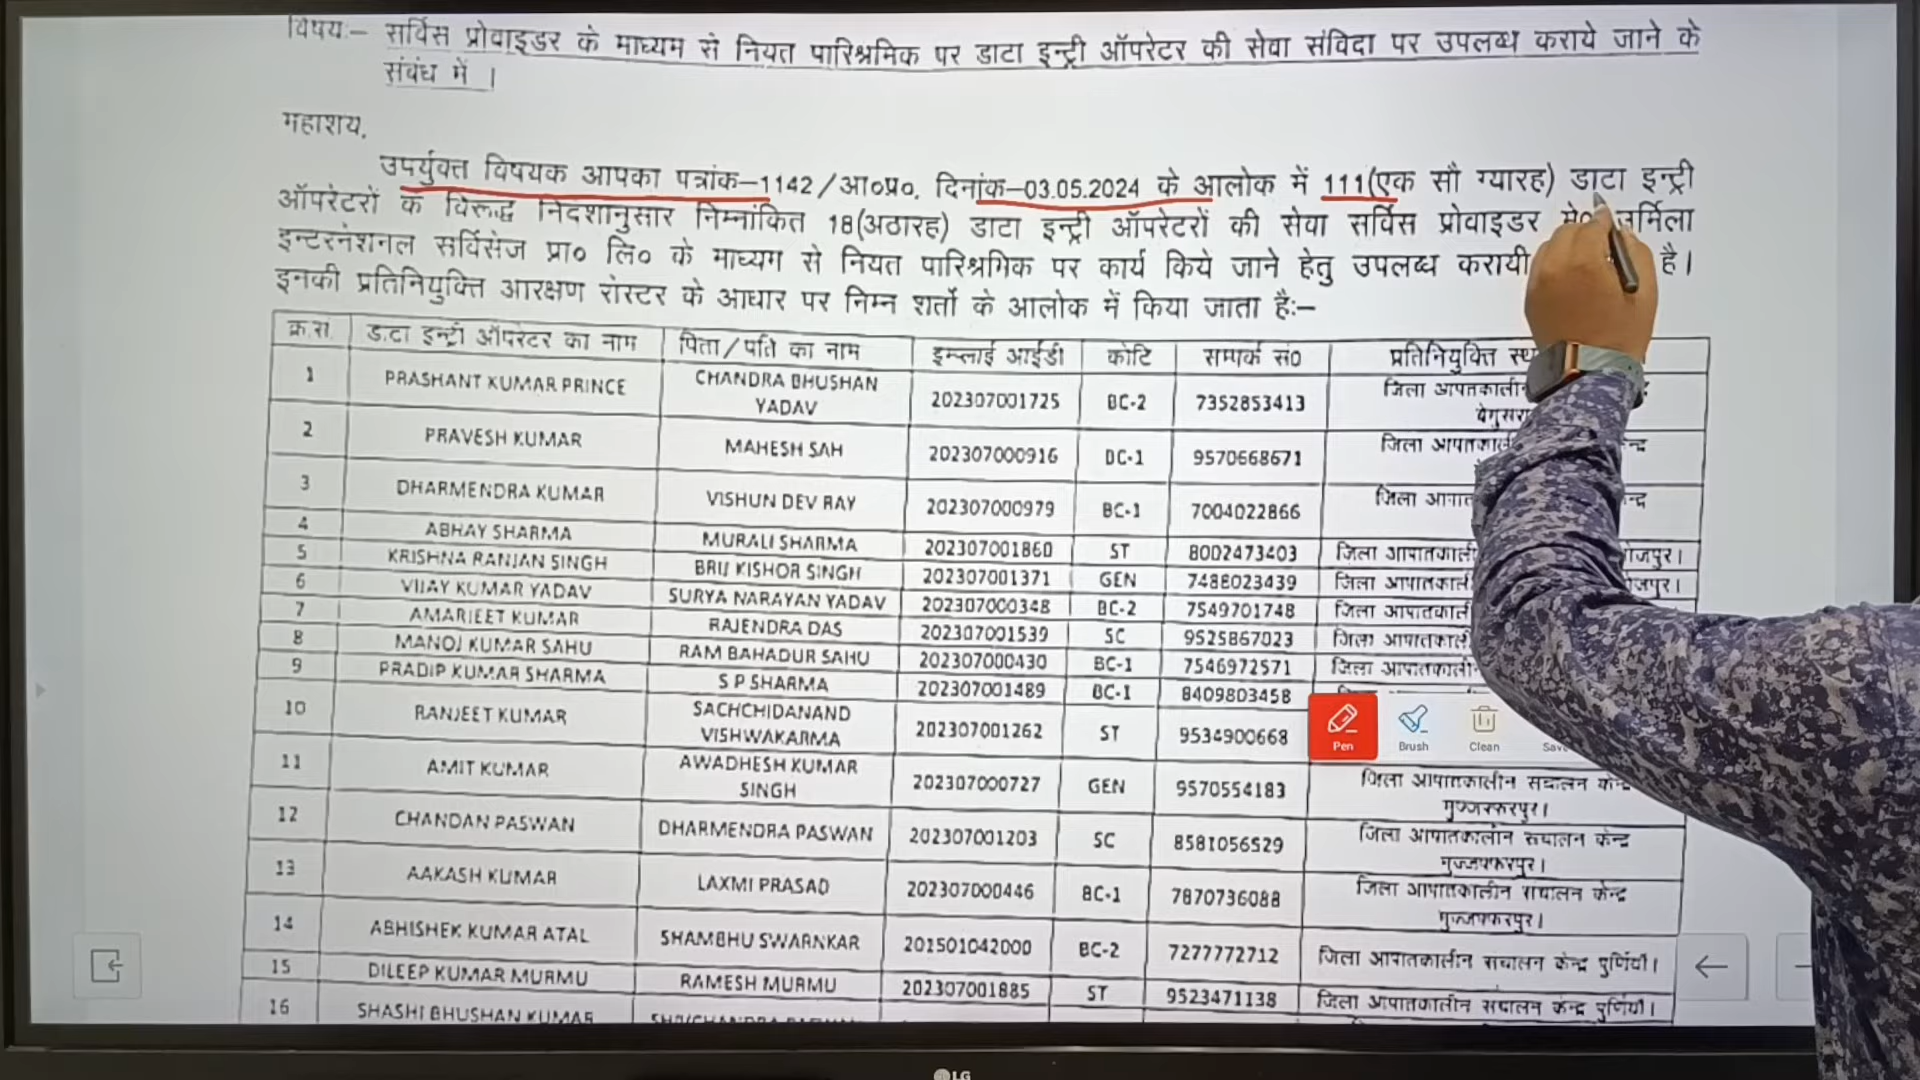 विषयः– सर्विस प्रोवाइडर के माध्यम से नियत पारिश्रमिक पर डाटा इन्ट्री ऑपरेटर की सेवा संविदा पर उपलब्ध कराये जाने के
संबंध में ।
महाशय,
उपर्युक्त विषयक आपका पत्रांक–1142/आ०प्र०, दिनांक–03.05.2024 के आलोक में 111(एक सौ ग्यारह) डाटा इन्ट्री
ऑपरेटरों के विरूद्ध निदेशानुसार निम्नांकित 18(अठारह) डाटा इन्ट्री ऑपरेटरों की सेवा सर्विस प्रोवाइडर
इन्टरनेशनल सर्विसेज प्रा० लि० के माध्यम से नियत पारिश्रमिक पर कार्य किये जाने हेतु उपलब्ध करायी है।
इनकी प्रतिनियुक्ति आरक्षण रोस्टर के आधार पर निम्न शर्तो के आलोक में किया जाता हैः–
क्र.सं. डाटा इन्ट्री ऑपरेटर का नाम पिता/पति का नाम इम्प्लाई आईडी कोटि सम्पर्क सं० प्रतिनियुक्ति
1 PRASHANT KUMAR PRINCE CHANDRA BHUSHAN YADAV 202307001725 BC-2 7352853413 जिला आपतकालीन
2 PRAVESH KUMAR MAHESH SAH 202307000916 BC-1 9570668671 जिला
3 DHARMENDRA KUMAR VISHUN DEV RAY 202307000979 BC-1 7004022866 जिला
4 ABHAY SHARMA MURALI SHARMA 202307001860 ST 8002473403 जिला
5 KRISHNA RANJAN SINGH BRIJ KISHOR SINGH 202307001371 GEN 7488023439 जिला
6 VIJAY KUMAR YADAV SURYA NARAYAN YADAV 202307000348 BC-2 7549701748 जिला
7 AMARJEET KUMAR RAJENDRA DAS 202307001539 SC 9525867023 जिला
8 MANOJ KUMAR SAHU RAM BAHADUR SAHU 202307000430 BC-1 7546972571 जिला
9 PRADIP KUMAR SHARMA S P SHARMA 202307001489 BC-1 8409803458
10 RANJEET KUMAR SACHCHIDANAND VISHWAKARMA 202307001262 ST 9534900668
Pen Brush Clean
11 AMIT KUMAR AWADHESH KUMAR SINGH 202307000727 GEN 9570554183 जिला आपातकालीन संचालन मुज्जफरपुर।
12 CHANDAN PASWAN DHARMENDRA PASWAN 202307001203 SC 8581056529 जिला आपातकालीन संचालन केन्द्र मुज्जफरपुर।
13 AAKASH KUMAR LAXMI PRASAD 202307000446 BC-1 7870736088 जिला आपातकालीन संचालन केन्द्र मुज्जफरपुर।
14 ABHISHEK KUMAR ATAL SHAMBHU SWARNKAR 201501042000 BC-2 7277772712 जिला आपातकालीन संचालन केन्द्र पुर्णियाँ।
15 DILEEP KUMAR MURMU RAMESH MURMU 202307001885 ST 9523471138 जिला आपातकालीन संचालन केन्द्र पुर्णियाँ।
16 SHASHI BHUSHAN KUMAR
LG